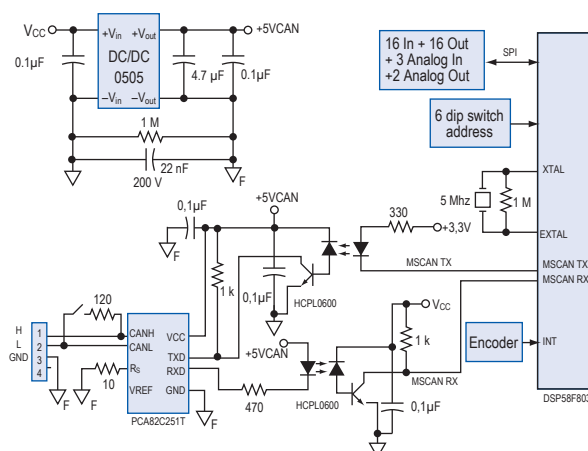 VCC
+Vin
+Vout
+5VCAN
DC/DC
0505
0.1µF
4.7 µF
0.1µF
–Vin
–Vout
1 M
22 nF
200 V
F
16 In + 16 Out
+ 3 Analog In
+2 Analog Out
SPI
6 dip switch
address
XTAL
5 Mhz
1 M
EXTAL
+5VCAN
0,1µF
F
330
+3,3V
MSCAN TX
MSCAN TX
MSCAN RX
1 k
0,1µF
HCPL0600
120
H
1
L
2
GND
3
4
F
10
F
CANH
CANL
RS
VREF
VCC
TXD
RXD
GND
F
PCA82C251T
+5VCAN
470
HCPL0600
VCC
1 k
MSCAN RX
0,1µF
Encoder
INT
DSP58F803